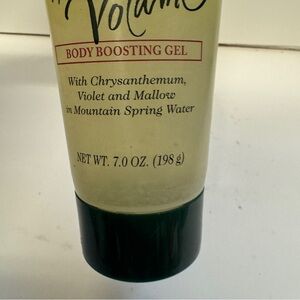 Volume
BODY BOOSTING GEL
With Chrysanthemum,
Violet and Mallow
in Mountain Spring Water
NET WT. 7.0 OZ. (198 g)